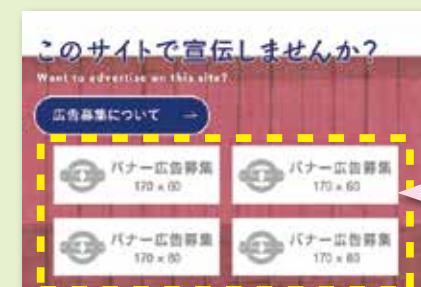 このサイトで宣伝しませんか?
Want to advertise on this site?
広告募集について →
バナー広告募集
170 × 60
バナー広告募集
170 × 60
バナー広告募集
170 × 60
バナー広告募集
170 × 60